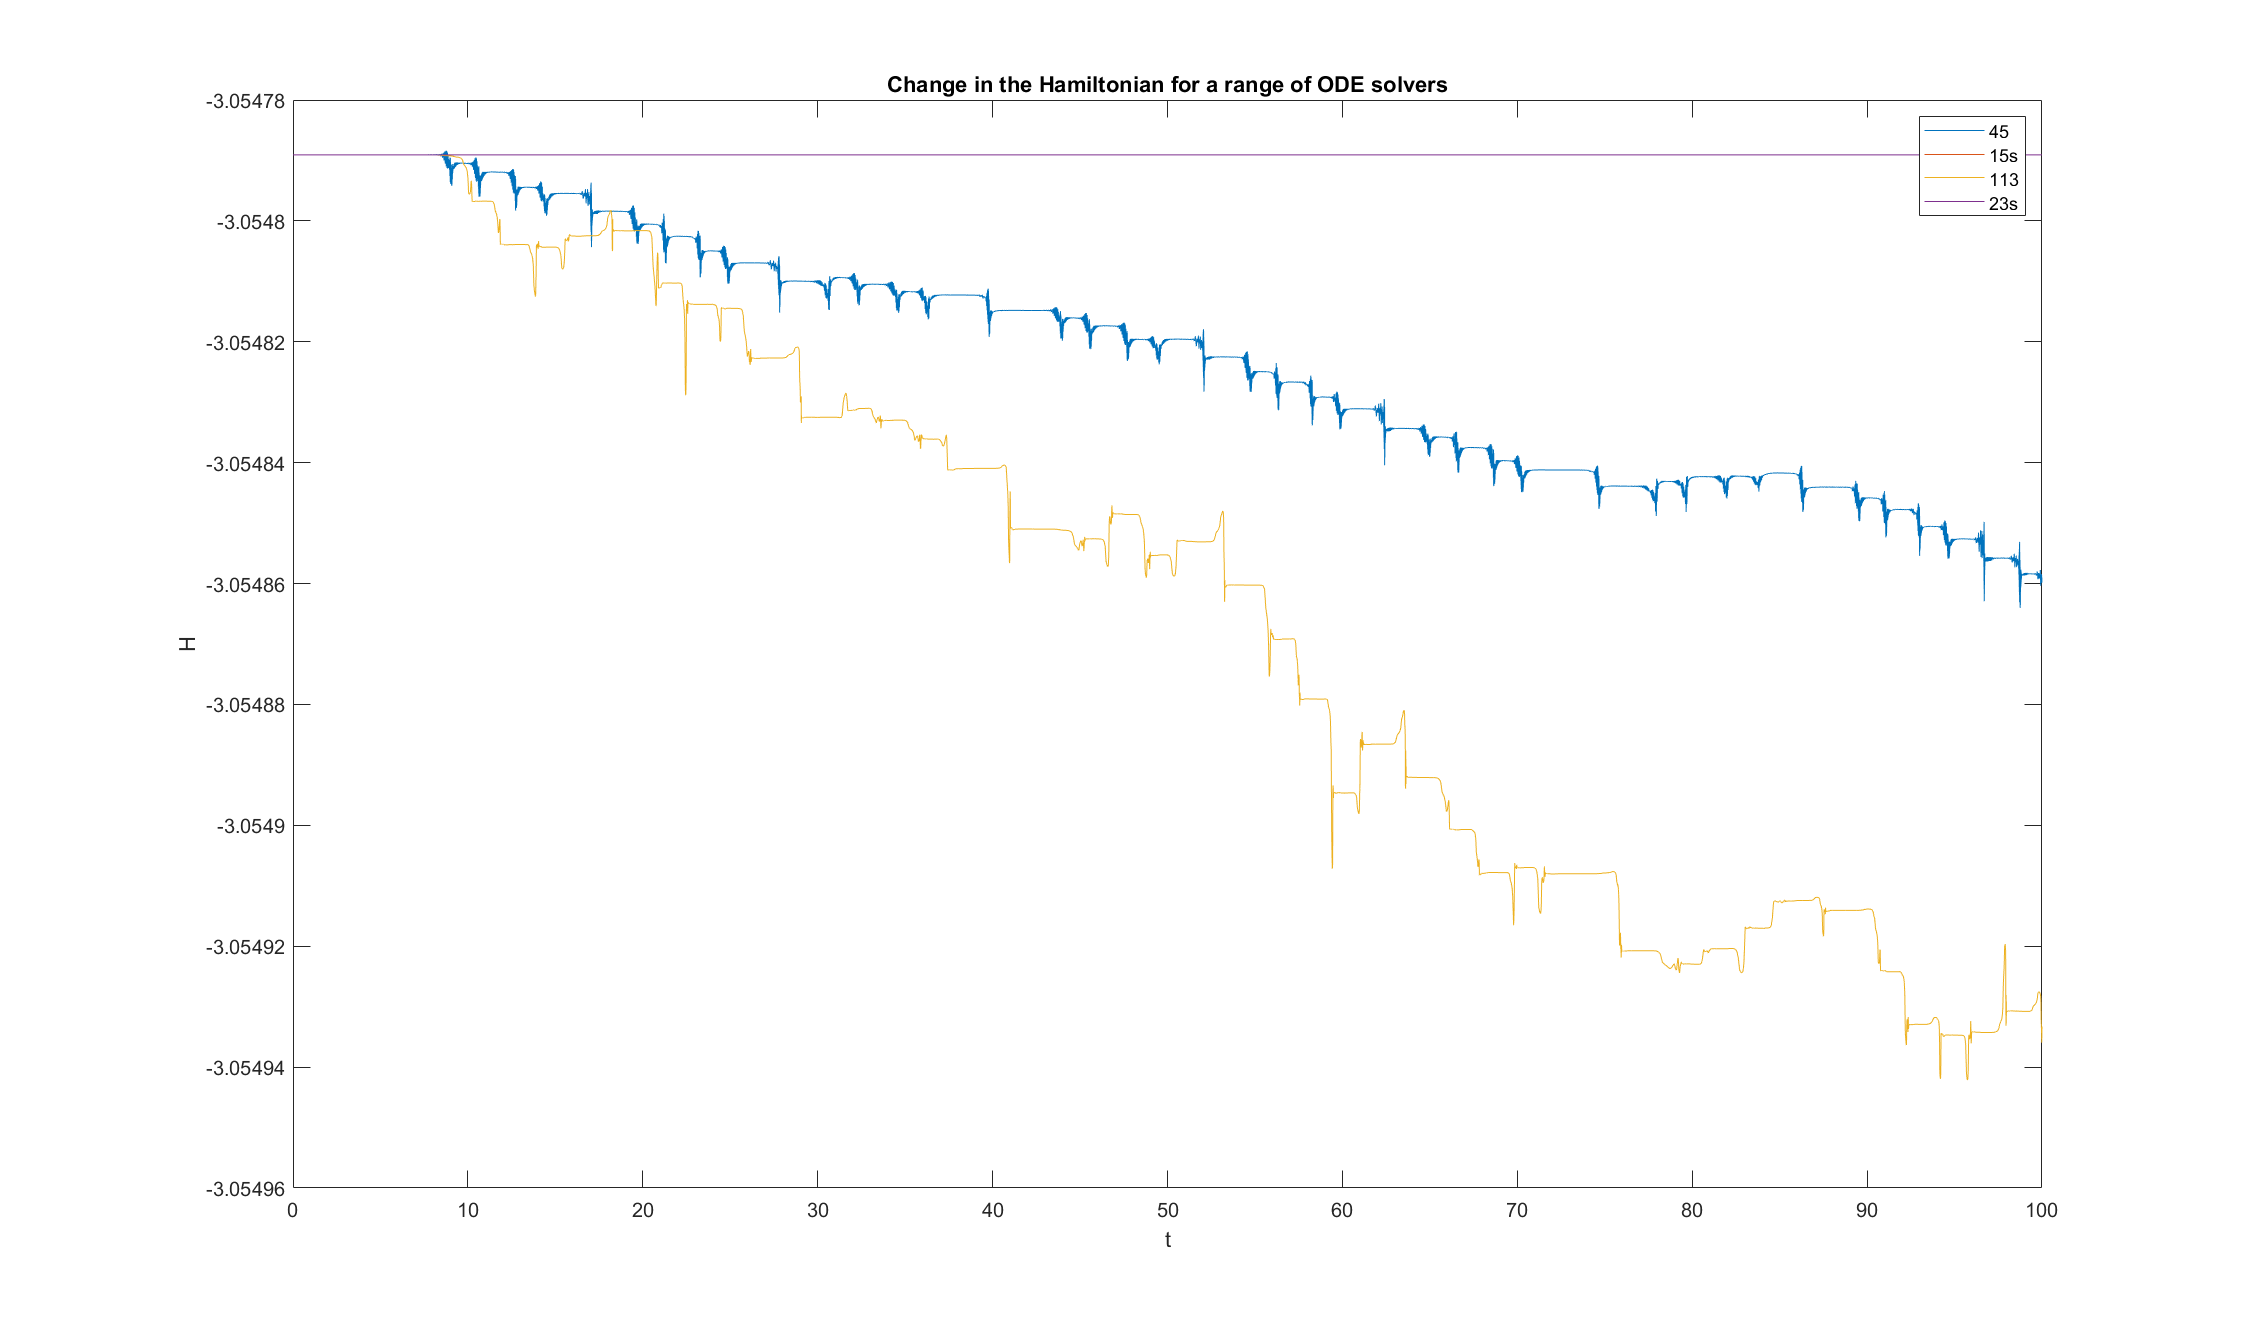 Change in the Hamiltonian for a range of ODE solvers
-3.05478
-3.0548
-3.05482
-3.05484
-3.05486
-3.05488
-3.0549
-3.05492
-3.05494
-3.05496
H
45
15s
113
23s
0 10 20 30 40 50 60 70 80 90 100
t